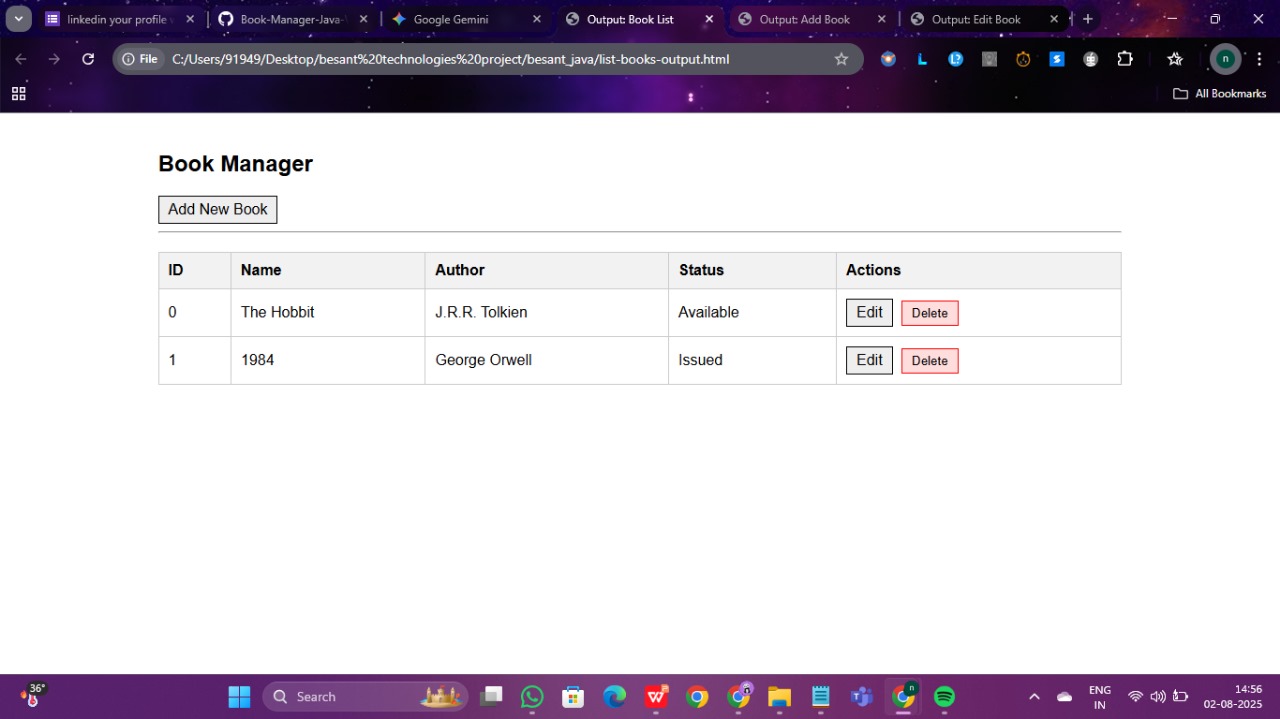 linkedin your profile
Book-Manager-Java-
Google Gemini
Output: Book List
Output: Add Book
Output: Edit Book
File
C:/Users/91949/Desktop/besant%20technologies%20project/besant_java/list-books-output.html
n
All Bookmarks
Book Manager
Add New Book
ID Name Author Status Actions
0 The Hobbit J.R.R. Tolkien Available Edit Delete
1 1984 George Orwell Issued Edit Delete
36°
Search
ENG
IN
14:56
02-08-2025